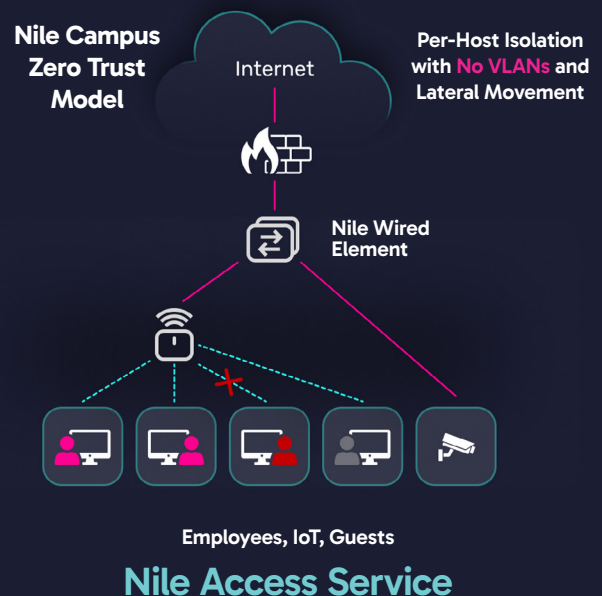 Nile Campus
Zero Trust
Model
Internet
Per-Host Isolation
with No VLANs and
Lateral Movement
Nile Wired
Element
Employees, IoT, Guests
Nile Access Service